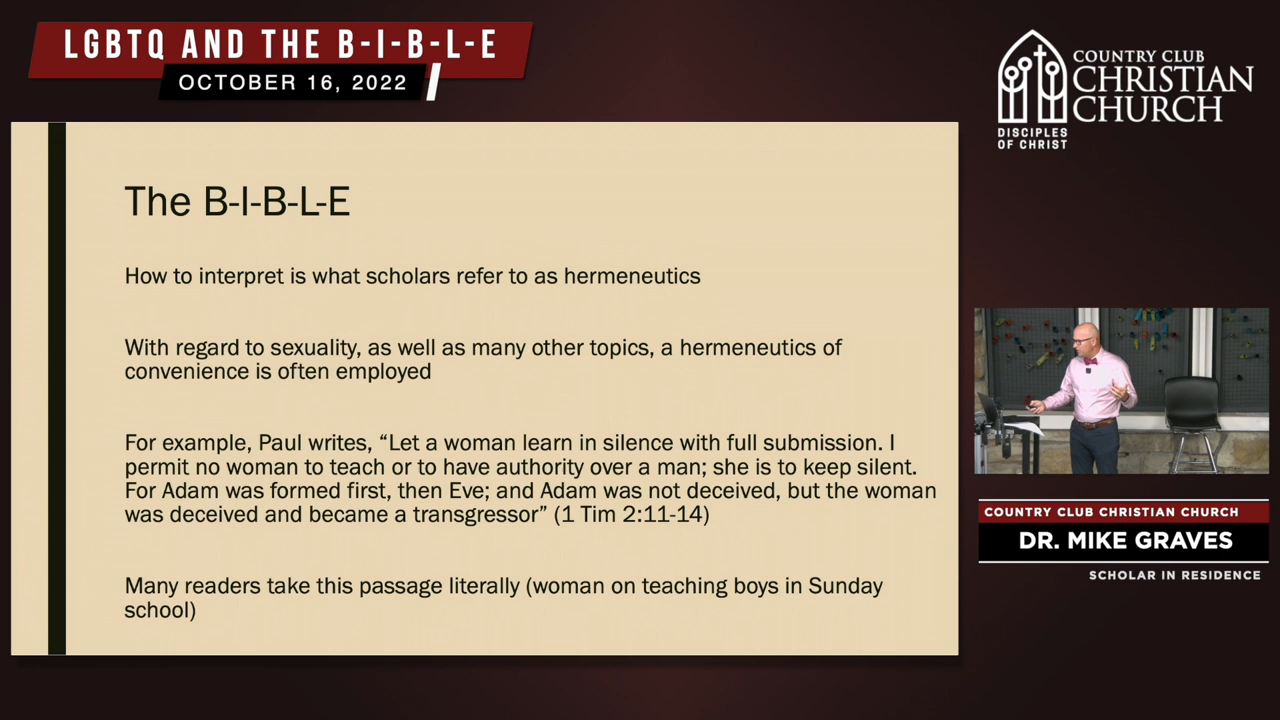 LGBTQ AND THE B-I-B-L-E
OCTOBER 16, 2022
COUNTRY CLUB
CHRISTIAN
CHURCH
DISCIPLES
OF CHRIST
The B-I-B-L-E
How to interpret is what scholars refer to as hermeneutics
With regard to sexuality, as well as many other topics, a hermeneutics of
convenience is often employed
For example, Paul writes, “Let a woman learn in silence with full submission. I
permit no woman to teach or to have authority over a man; she is to keep silent.
For Adam was formed first, then Eve; and Adam was not deceived, but the woman
was deceived and became a transgressor” (1 Tim 2:11-14)
Many readers take this passage literally (woman on teaching boys in Sunday
school)
COUNTRY CLUB CHRISTIAN CHURCH
DR. MIKE GRAVES
SCHOLAR IN RESIDENCE